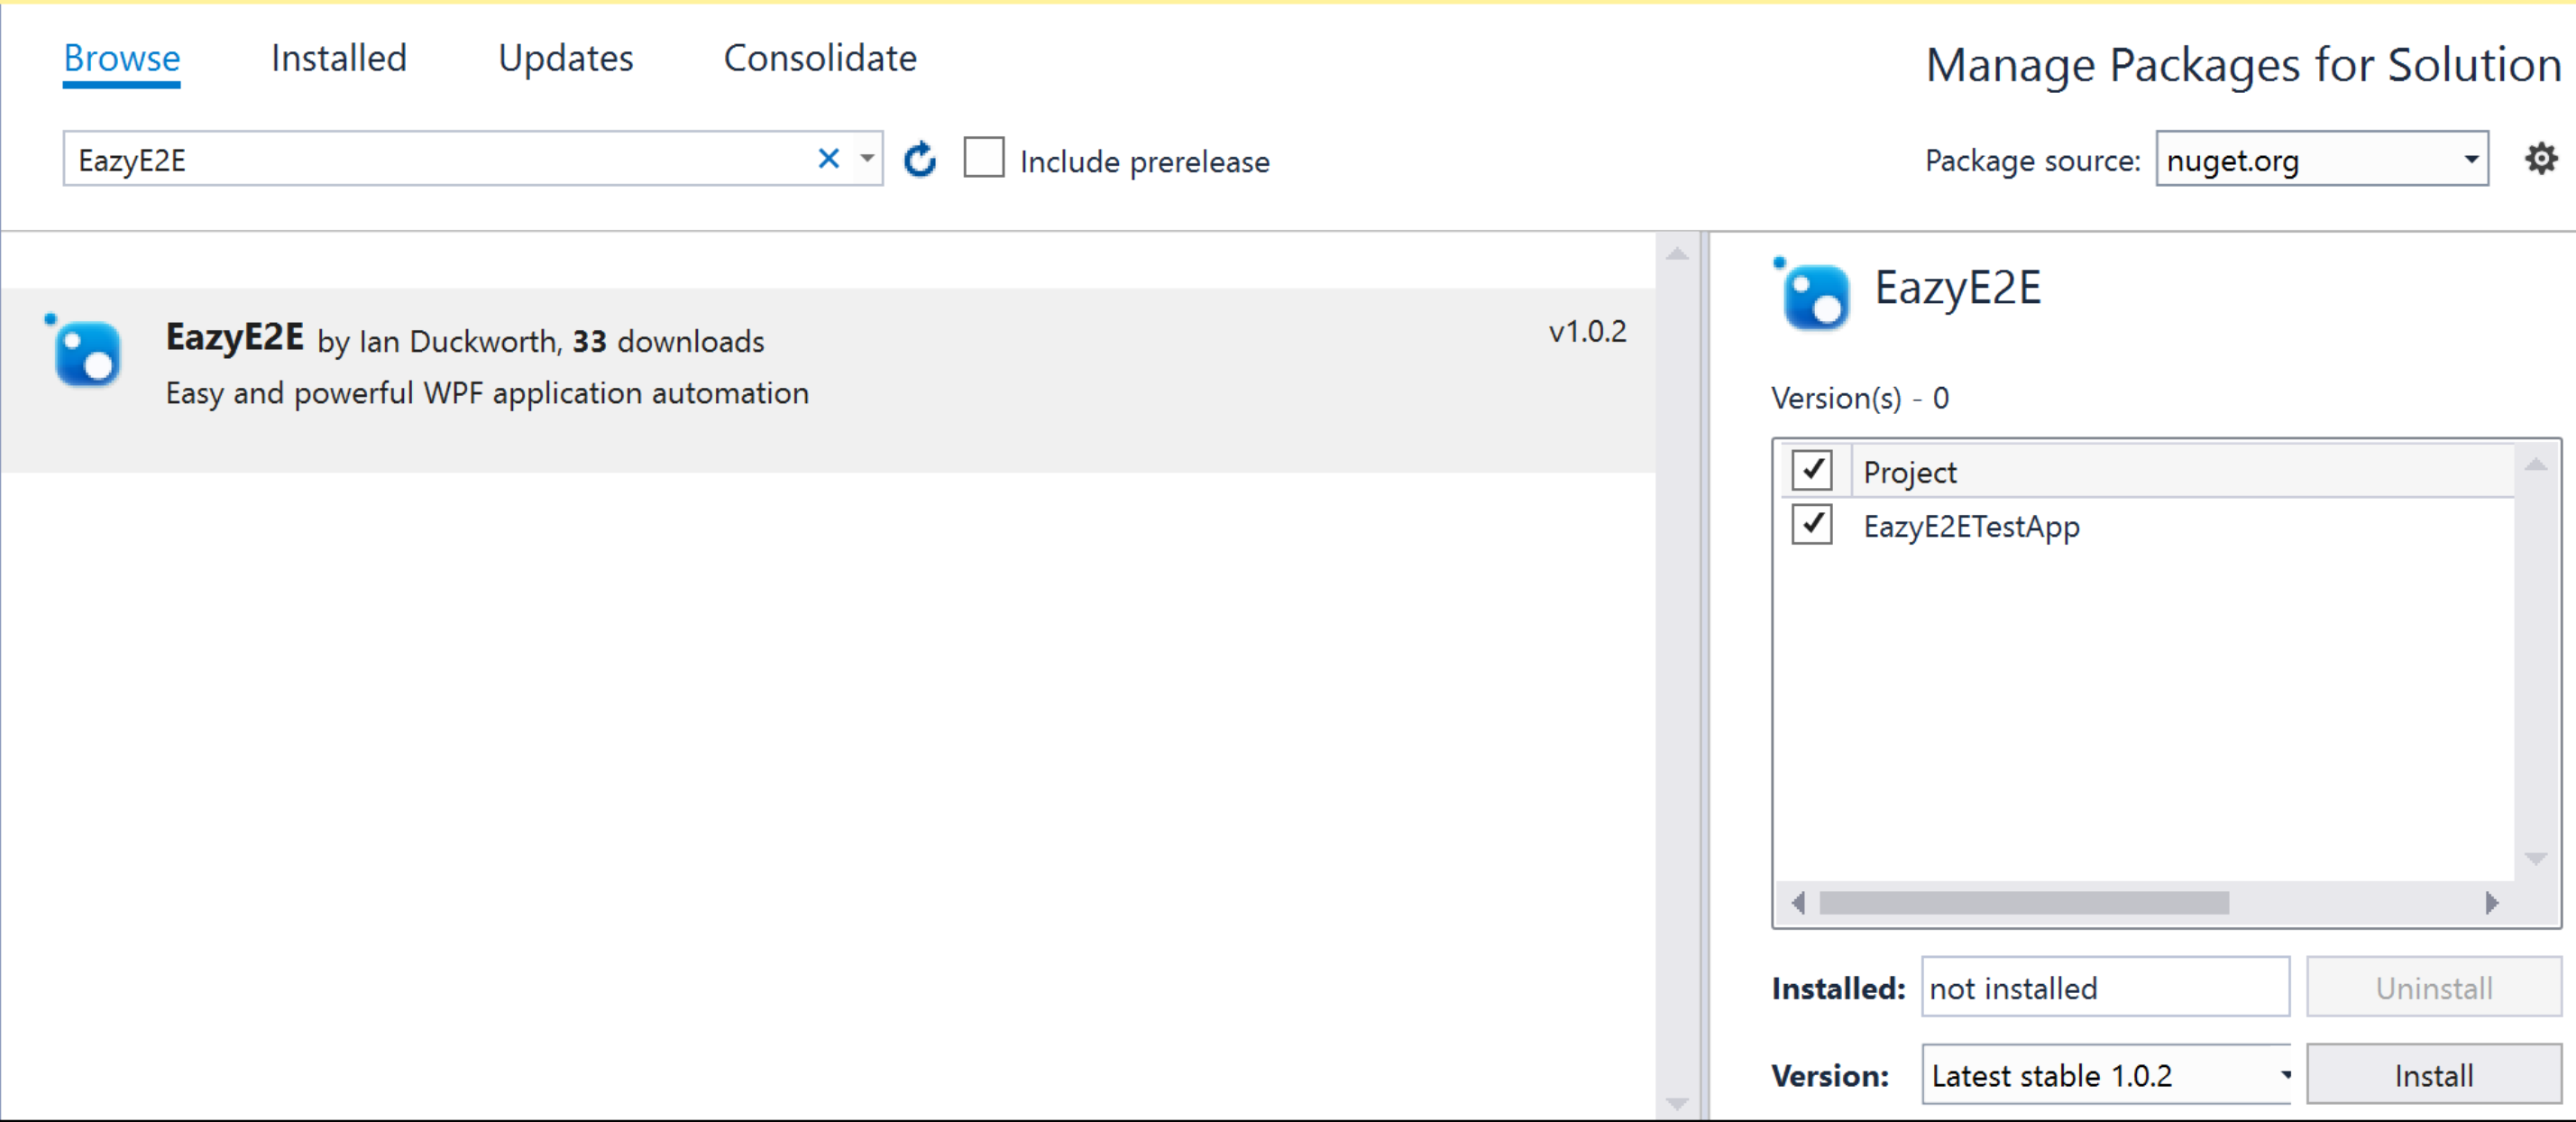 Browse Installed Updates Consolidate
Manage Packages for Solution
EazyE2E
Include prerelease
Package source: nuget.org
EazyE2E by Ian Duckworth, 33 downloads
v1.0.2
Easy and powerful WPF application automation
EazyE2E
Version(s) - 0
Project
EazyE2ETestApp
Installed: not installed Uninstall
Version: Latest stable 1.0.2 Install